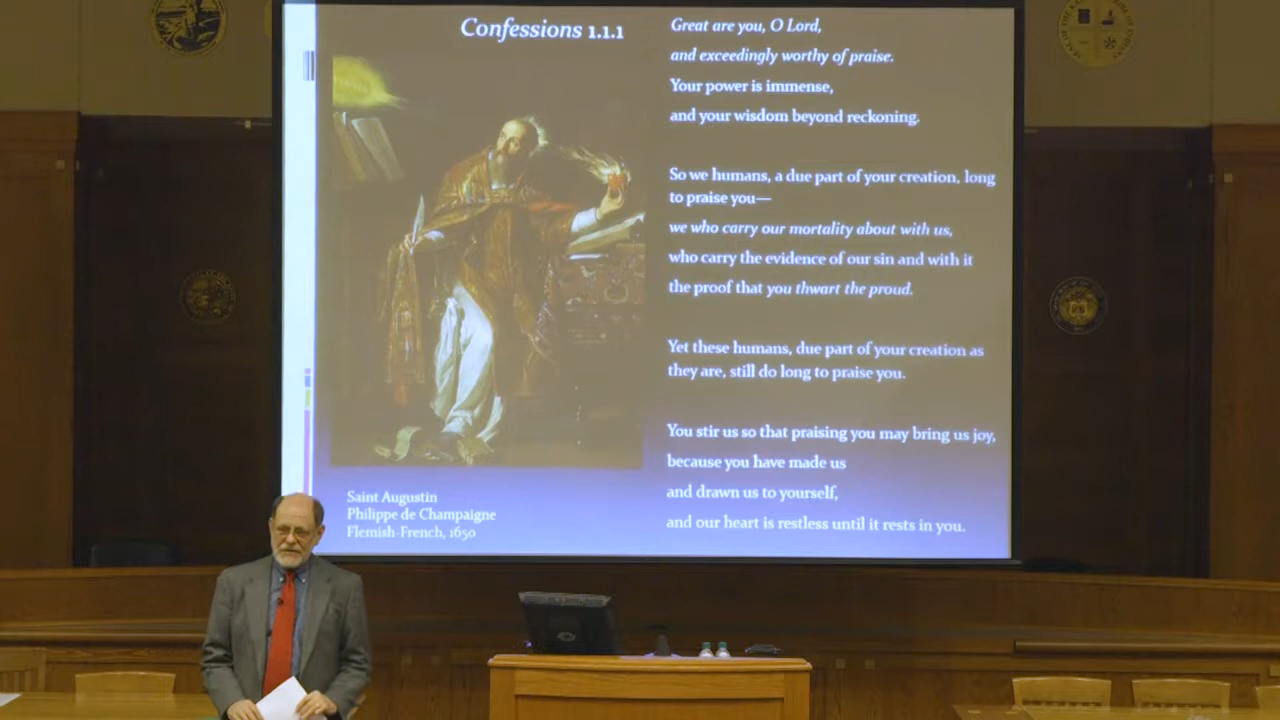 Confessions 1.1.1
Great are you, O Lord,
and exceedingly worthy of praise.
Your power is immense,
and your wisdom beyond reckoning.
So we humans, a due part of your creation, long
to praise you—
we who carry our mortality about with us,
who carry the evidence of our sin and with it
the proof that you thwart the proud.
Yet these humans, due part of your creation as
they are, still do long to praise you.
You stir us so that praising you may bring us joy,
because you have made us
and drawn us to yourself,
and our heart is restless until it rests in you.
Saint Augustin
Philippe de Champaigne
Flemish-French, 1650